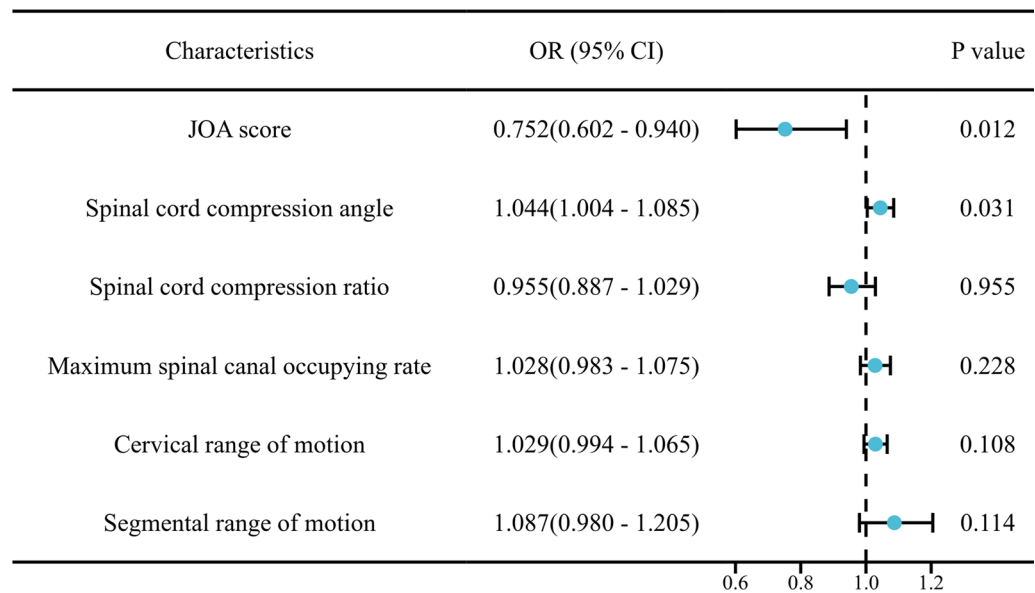 Characteristics OR (95% CI) P value
JOA score 0.752(0.602 - 0.940) 0.012
Spinal cord compression angle 1.044(1.004 - 1.085) 0.031
Spinal cord compression ratio 0.955(0.887 - 1.029) 0.955
Maximum spinal canal occupying rate 1.028(0.983 - 1.075) 0.228
Cervical range of motion 1.029(0.994 - 1.065) 0.108
Segmental range of motion 1.087(0.980 - 1.205) 0.114
0.6 0.8 1.0 1.2